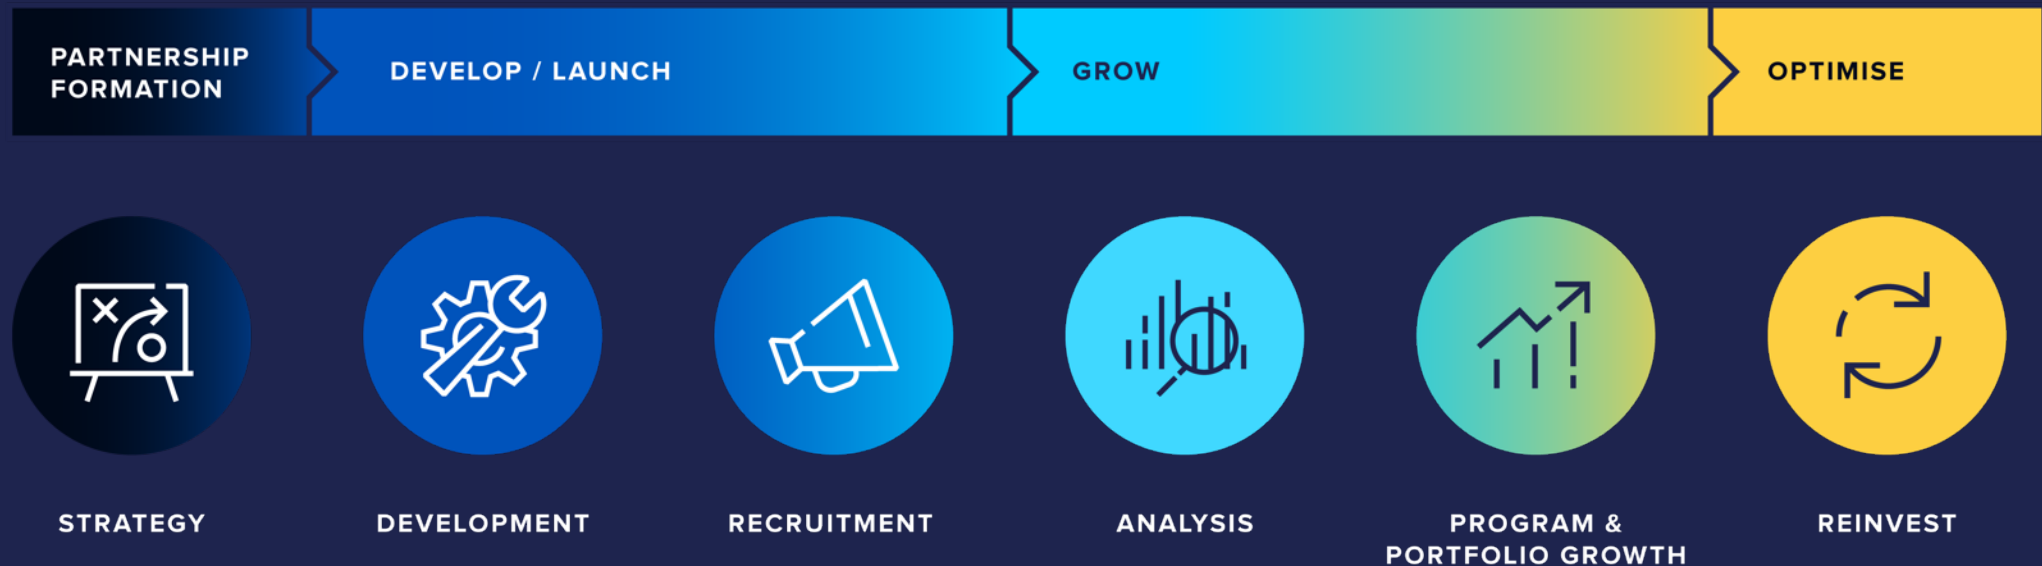 PARTNERSHIP
FORMATION
DEVELOP / LAUNCH
GROW
OPTIMISE
STRATEGY
DEVELOPMENT
RECRUITMENT
ANALYSIS
PROGRAM &
PORTFOLIO GROWTH
REINVEST